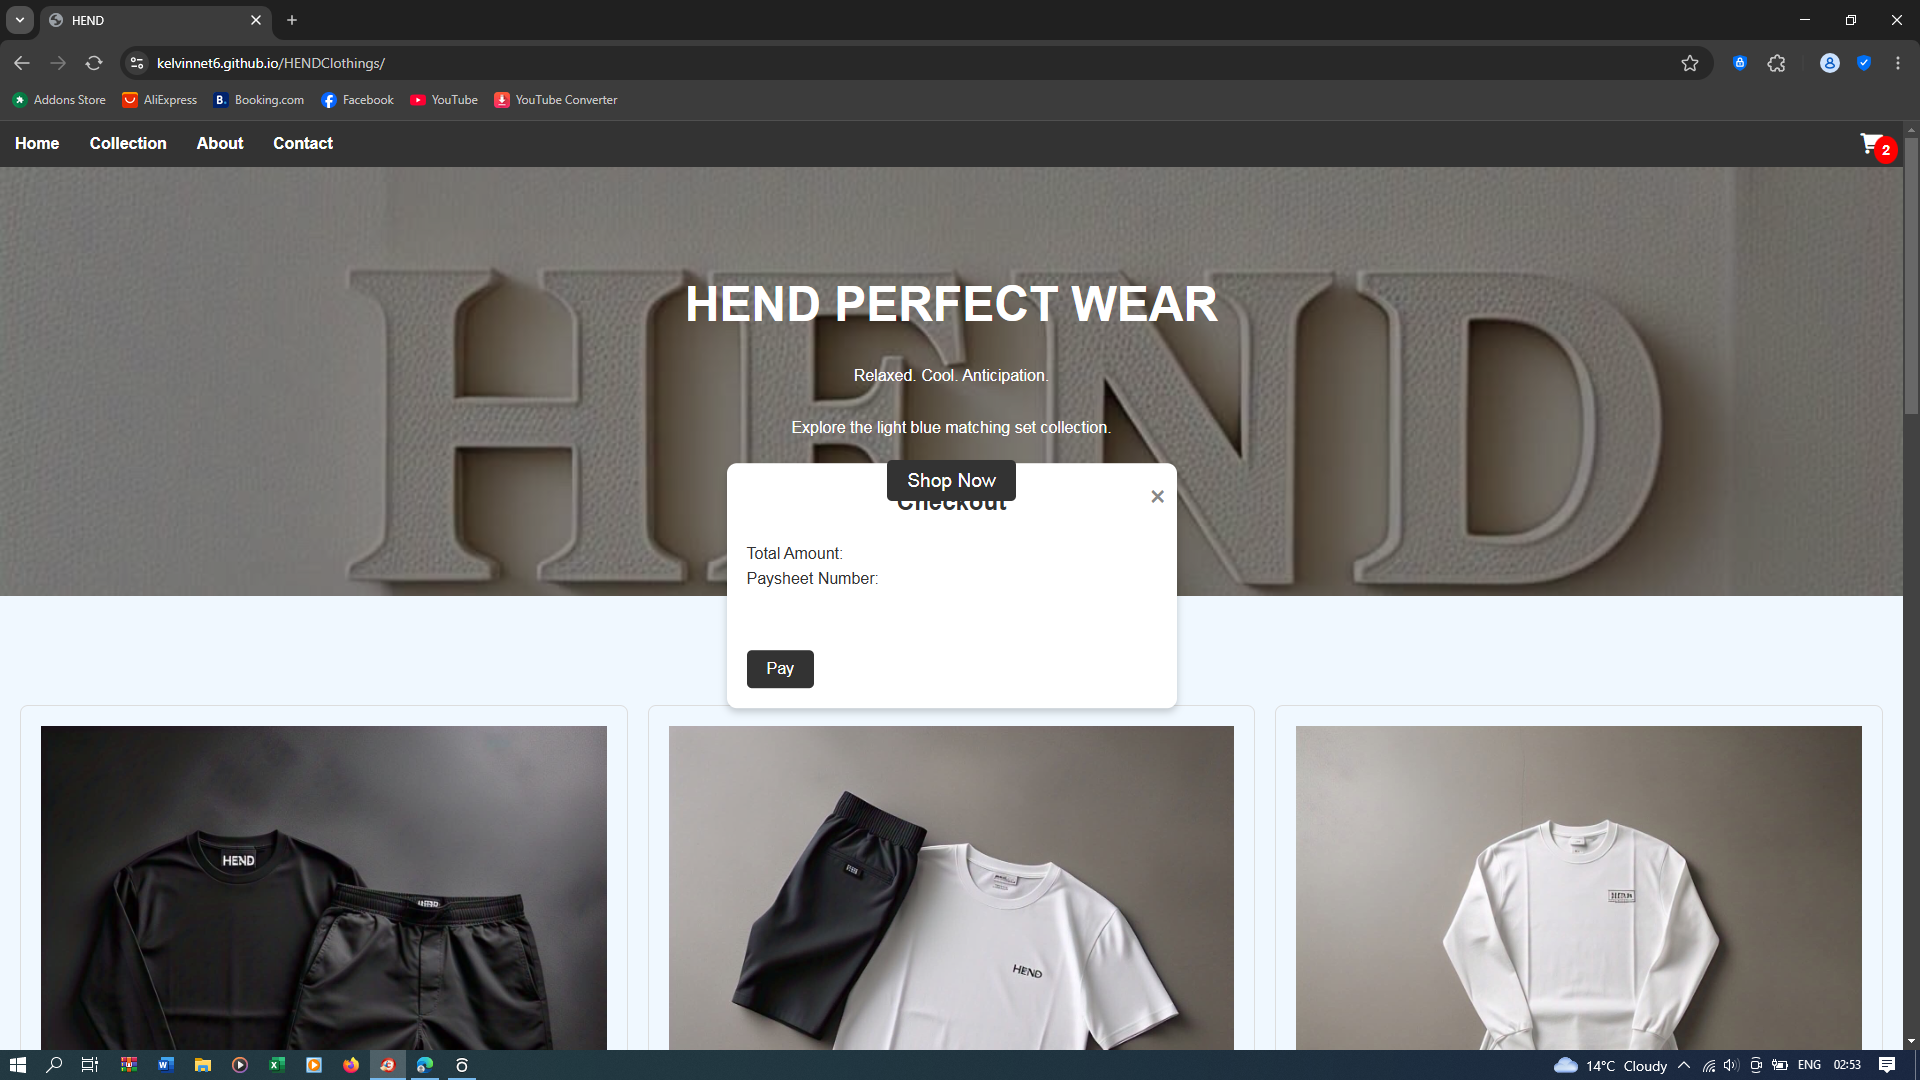 HEND
kelvinnet6.github.io/HENDClothings/
Addons Store
AliExpress
Booking.com
Facebook
YouTube
YouTube Converter
Home
Collection
About
Contact
2
HEND
HEND PERFECT WEAR
Relaxed. Cool. Anticipation.
Explore the light blue matching set collection.
Shop Now
Checkout
×
Total Amount:
Paysheet Number:
Pay
HEND
HEND
HEND
HEND
14°C Cloudy
ENG
02:53